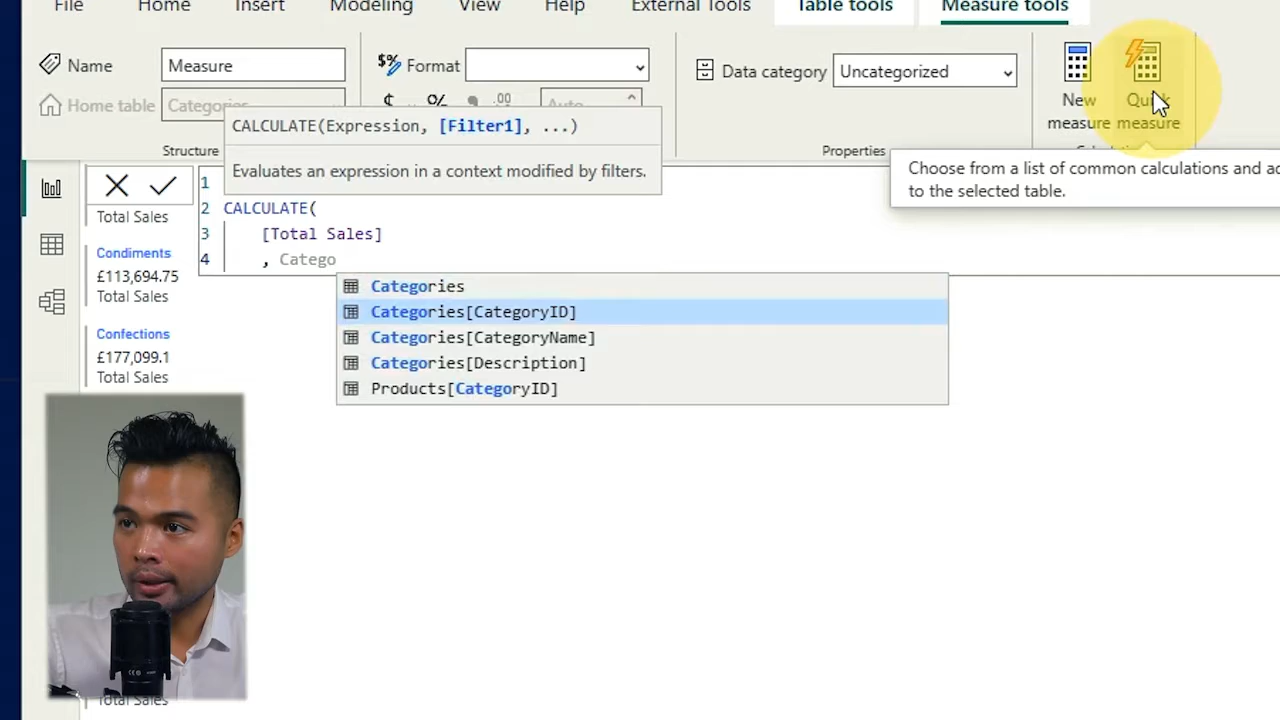 File Home Insert Modeling View Help External Tools Table tools Measure tools
Name Measure
Format
Data category Uncategorized
New measure
Quick measure
Home table Categories
Auto
Structure
Properties
CALCULATE(Expression, [Filter1], ...)
Evaluates an expression in a context modified by filters.
Choose from a list of common calculations and
to the selected table.
1
2 CALCULATE(
3 [Total Sales]
4 , Catego
Categories
Categories[CategoryID]
Categories[CategoryName]
Categories[Description]
Products[CategoryID]
Total Sales
Condiments
£113,694.75
Total Sales
Confections
£177,099.1
Total Sales
Total Sales